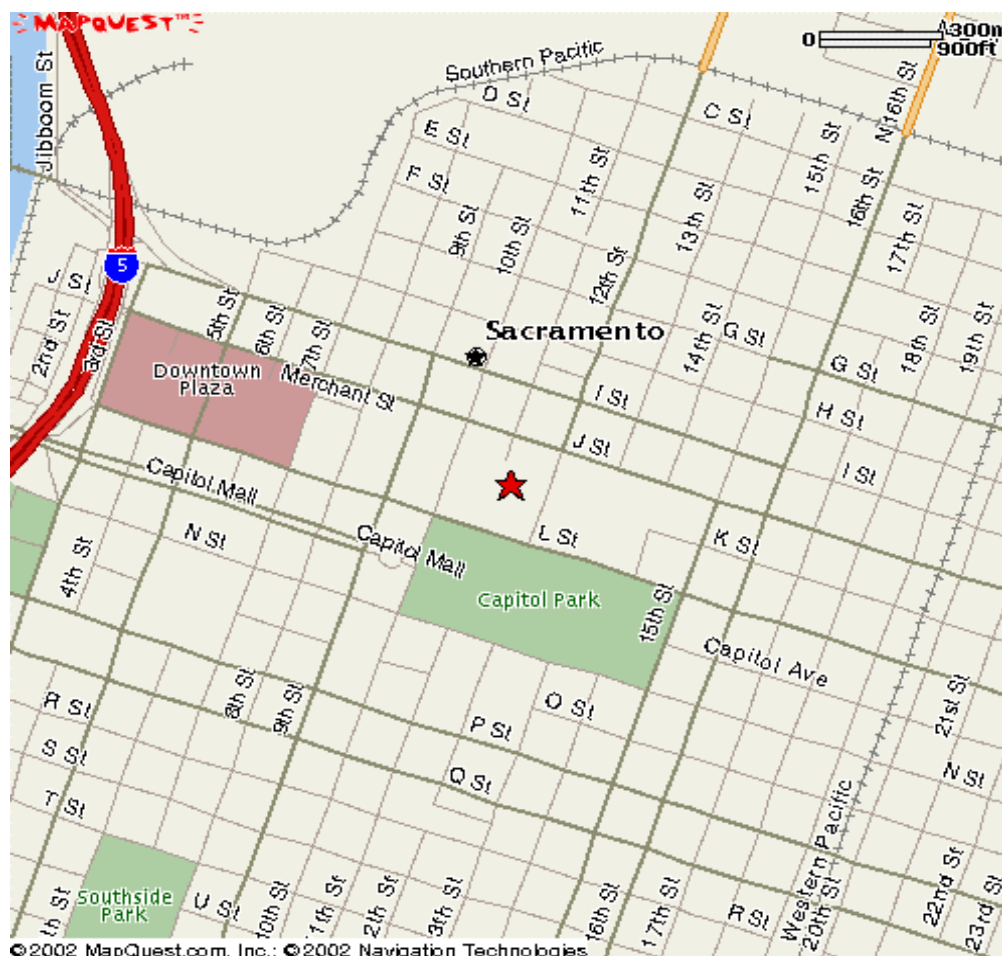 MAPQUEST™
0
300m
900ft
Jibboom St
Southern Pacific
N 16th St
D St
C St
E St
15th St
F St
11th St
16th St
9th St
10th St
13th St
17th St
12th St
5
J St
5th St
6th St
7th St
2nd St
3rd St
Sacramento
G St
14th St
18th St
19th St
G St
Downtown
Plaza
Merchant St
I St
H St
J St
I St
Capitol Mall
N St
Capitol Mall
L St
K St
4th St
Capitol Park
15th St
Capitol Ave
8th St
9th St
R St
O St
21st St
P St
S St
Q St
N St
T St
Western Pacific
Southside
Park
U St
10th St
11th St
12th St
13th St
16th St
17th St
R St
20th St
22nd St
23rd St
th St
©2002 MapQuest.com, Inc.; ©2002 Navigation Technologies